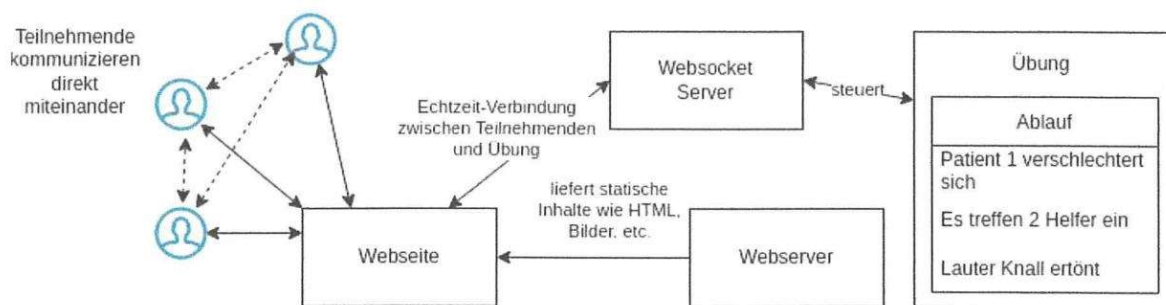 Teilnehmende
kommunizieren
direkt
miteinander
Echtzeit-Verbindung
zwischen Teilnehmenden
und Übung
Websocket
Server
steuert
Übung
Ablauf
Patient 1 verschlechtert
sich
Es treffen 2 Helfer ein
Lauter Knall ertönt
liefert statische
Inhalte wie HTML,
Bilder, etc.
Webseite
Webserver